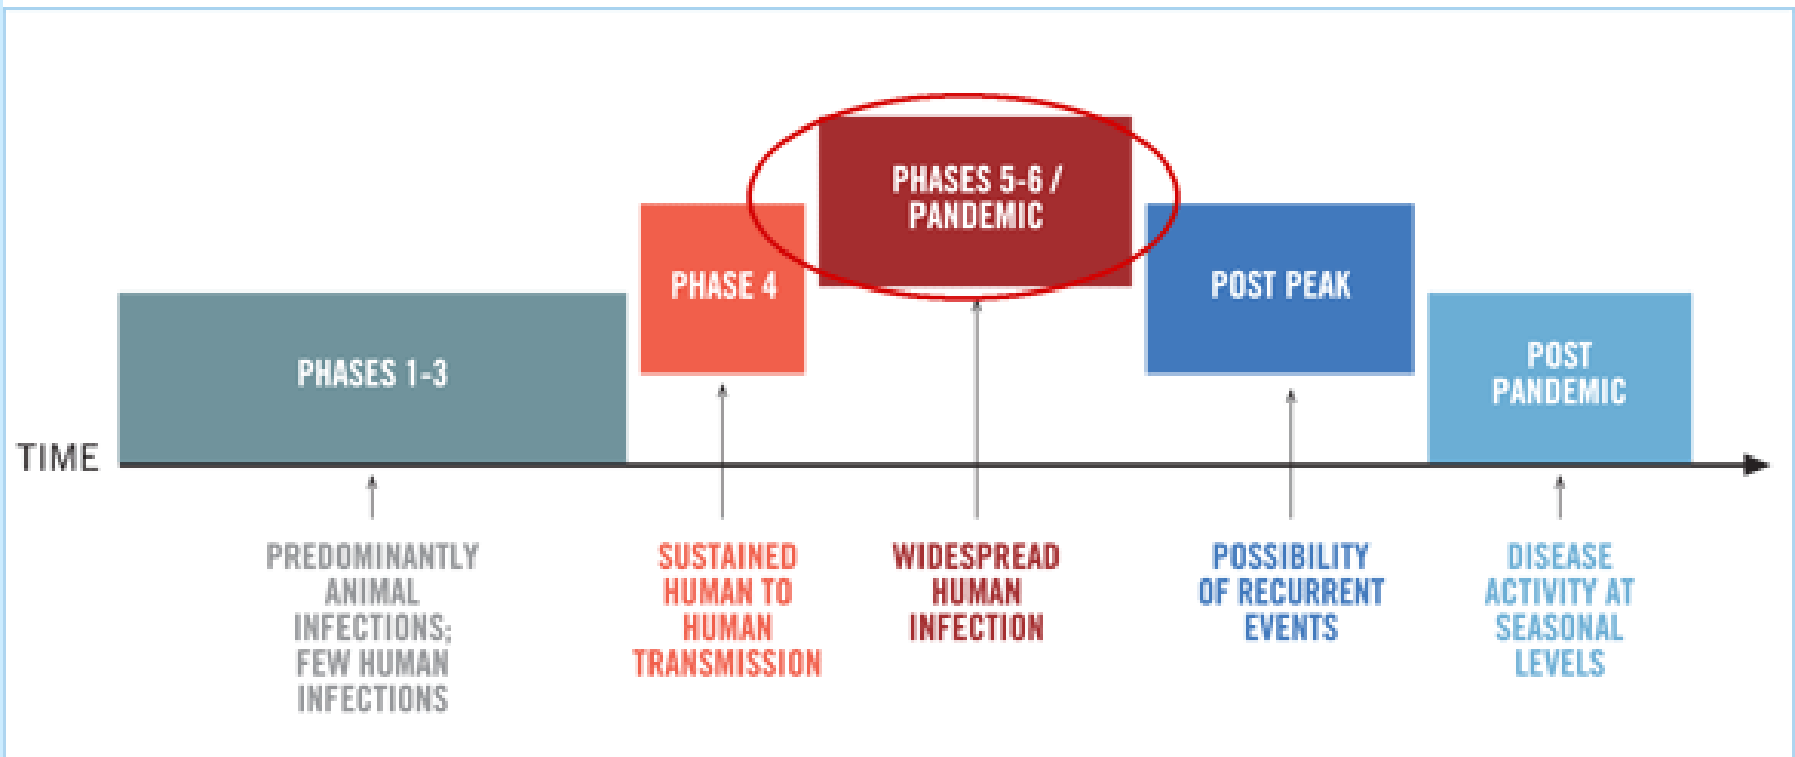 PHASES 5-6 /
PANDEMIC
PHASE 4
POST PEAK
PHASES 1-3
POST
PANDEMIC
TIME
PREDOMINANTLY
ANIMAL
INFECTIONS;
FEW HUMAN
INFECTIONS
SUSTAINED
HUMAN TO
HUMAN
TRANSMISSION
WIDESPREAD
HUMAN
INFECTION
POSSIBILITY
OF RECURRENT
EVENTS
DISEASE
ACTIVITY AT
SEASONAL
LEVELS